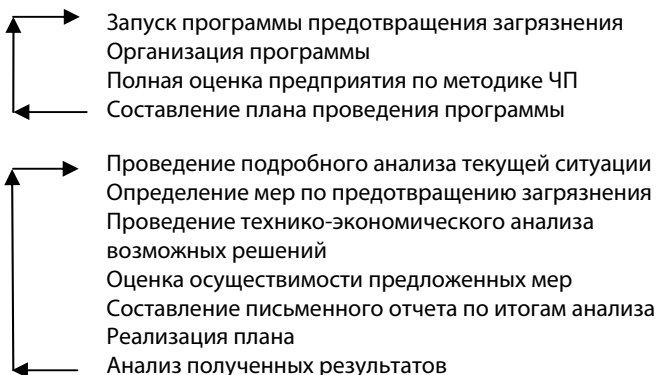 Запуск программы предотвращения загрязнения
Организация программы
Полная оценка предприятия по методике ЧП
Составление плана проведения программы
Проведение подробного анализа текущей ситуации
Определение мер по предотвращению загрязнения
Проведение технико-экономического анализа
возможных решений
Оценка осуществимости предложенных мер
Составление письменного отчета по итогам анализа
Реализация плана
Анализ полученных результатов